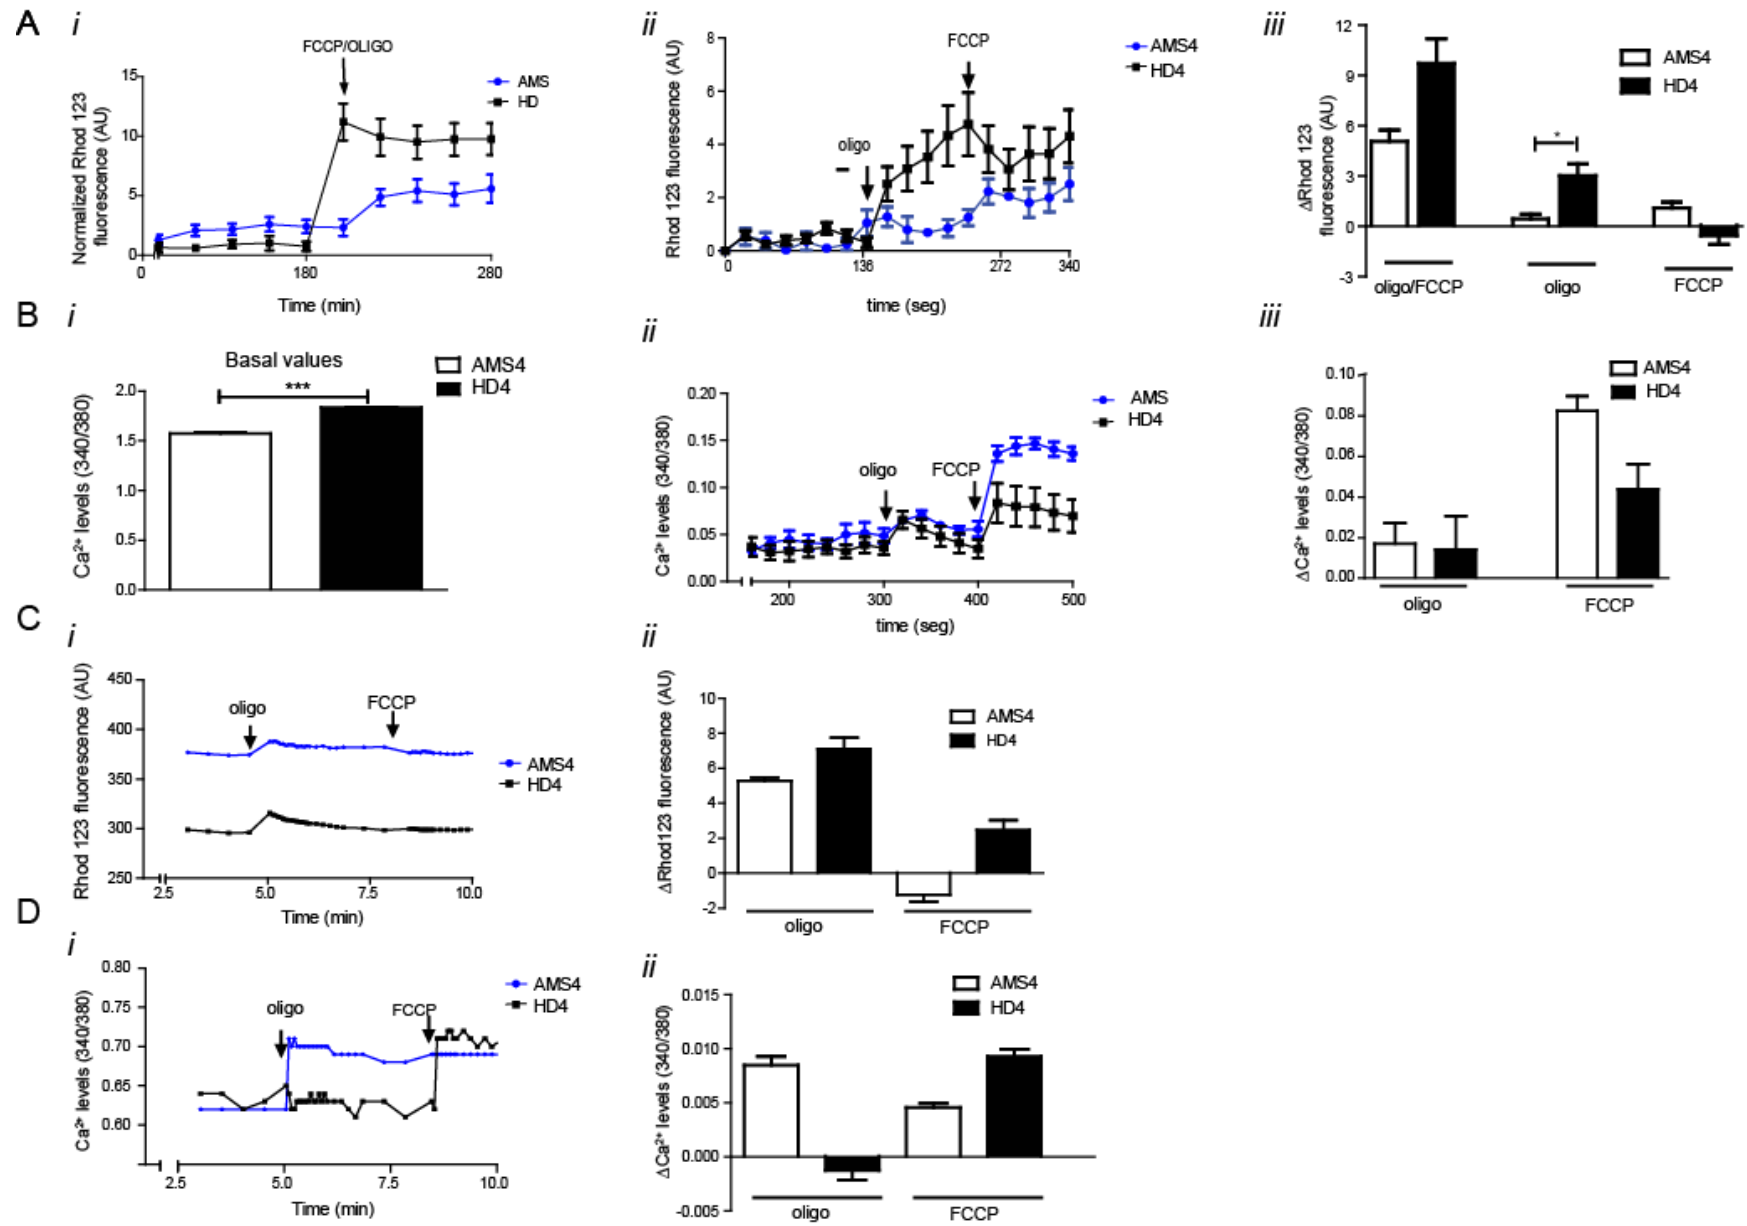 A
i
FCCP/OLIGO
AMS
HD
15
10
5
0
Normalized Rhod 123
fluorescence (AU)
0
180
280
Time (min)
ii
FCCP
AMS4
HD4
oligo
8
6
4
2
0
Rhod 123 fluorescence (AU)
0
136
272
340
time (seg)
iii
12
9
6
3
0
-3
ΔRhod 123
fluorescence (AU)
AMS4
HD4
*
oligo/FCCP
oligo
FCCP
B
i
Basal values
***
AMS4
HD4
2.0
1.5
1.0
0.5
0.0
Ca²⁺ levels (340/380)
ii
AMS
HD4
oligo
FCCP
0.20
0.15
0.10
0.05
0.00
Ca²⁺ levels (340/380)
200
300
400
500
time (seg)
iii
AMS4
HD4
0.10
0.08
0.06
0.04
0.02
0.00
ΔCa²⁺ levels (340/380)
oligo
FCCP
C
i
450
400
350
300
250
Rhod 123 fluorescence (AU)
oligo
FCCP
AMS4
HD4
2.5
5.0
7.5
10.0
Time (min)
ii
10
8
6
4
2
0
-2
ΔRhod123 fluorescence (AU)
AMS4
HD4
oligo
FCCP
D
i
0.80
0.75
0.70
0.65
0.60
Ca²⁺ levels (340/380)
oligo
FCCP
AMS4
HD4
2.5
5.0
7.5
10.0
Time (min)
ii
0.015
0.010
0.005
0.000
-0.005
ΔCa²⁺ levels (340/380)
AMS4
HD4
oligo
FCCP